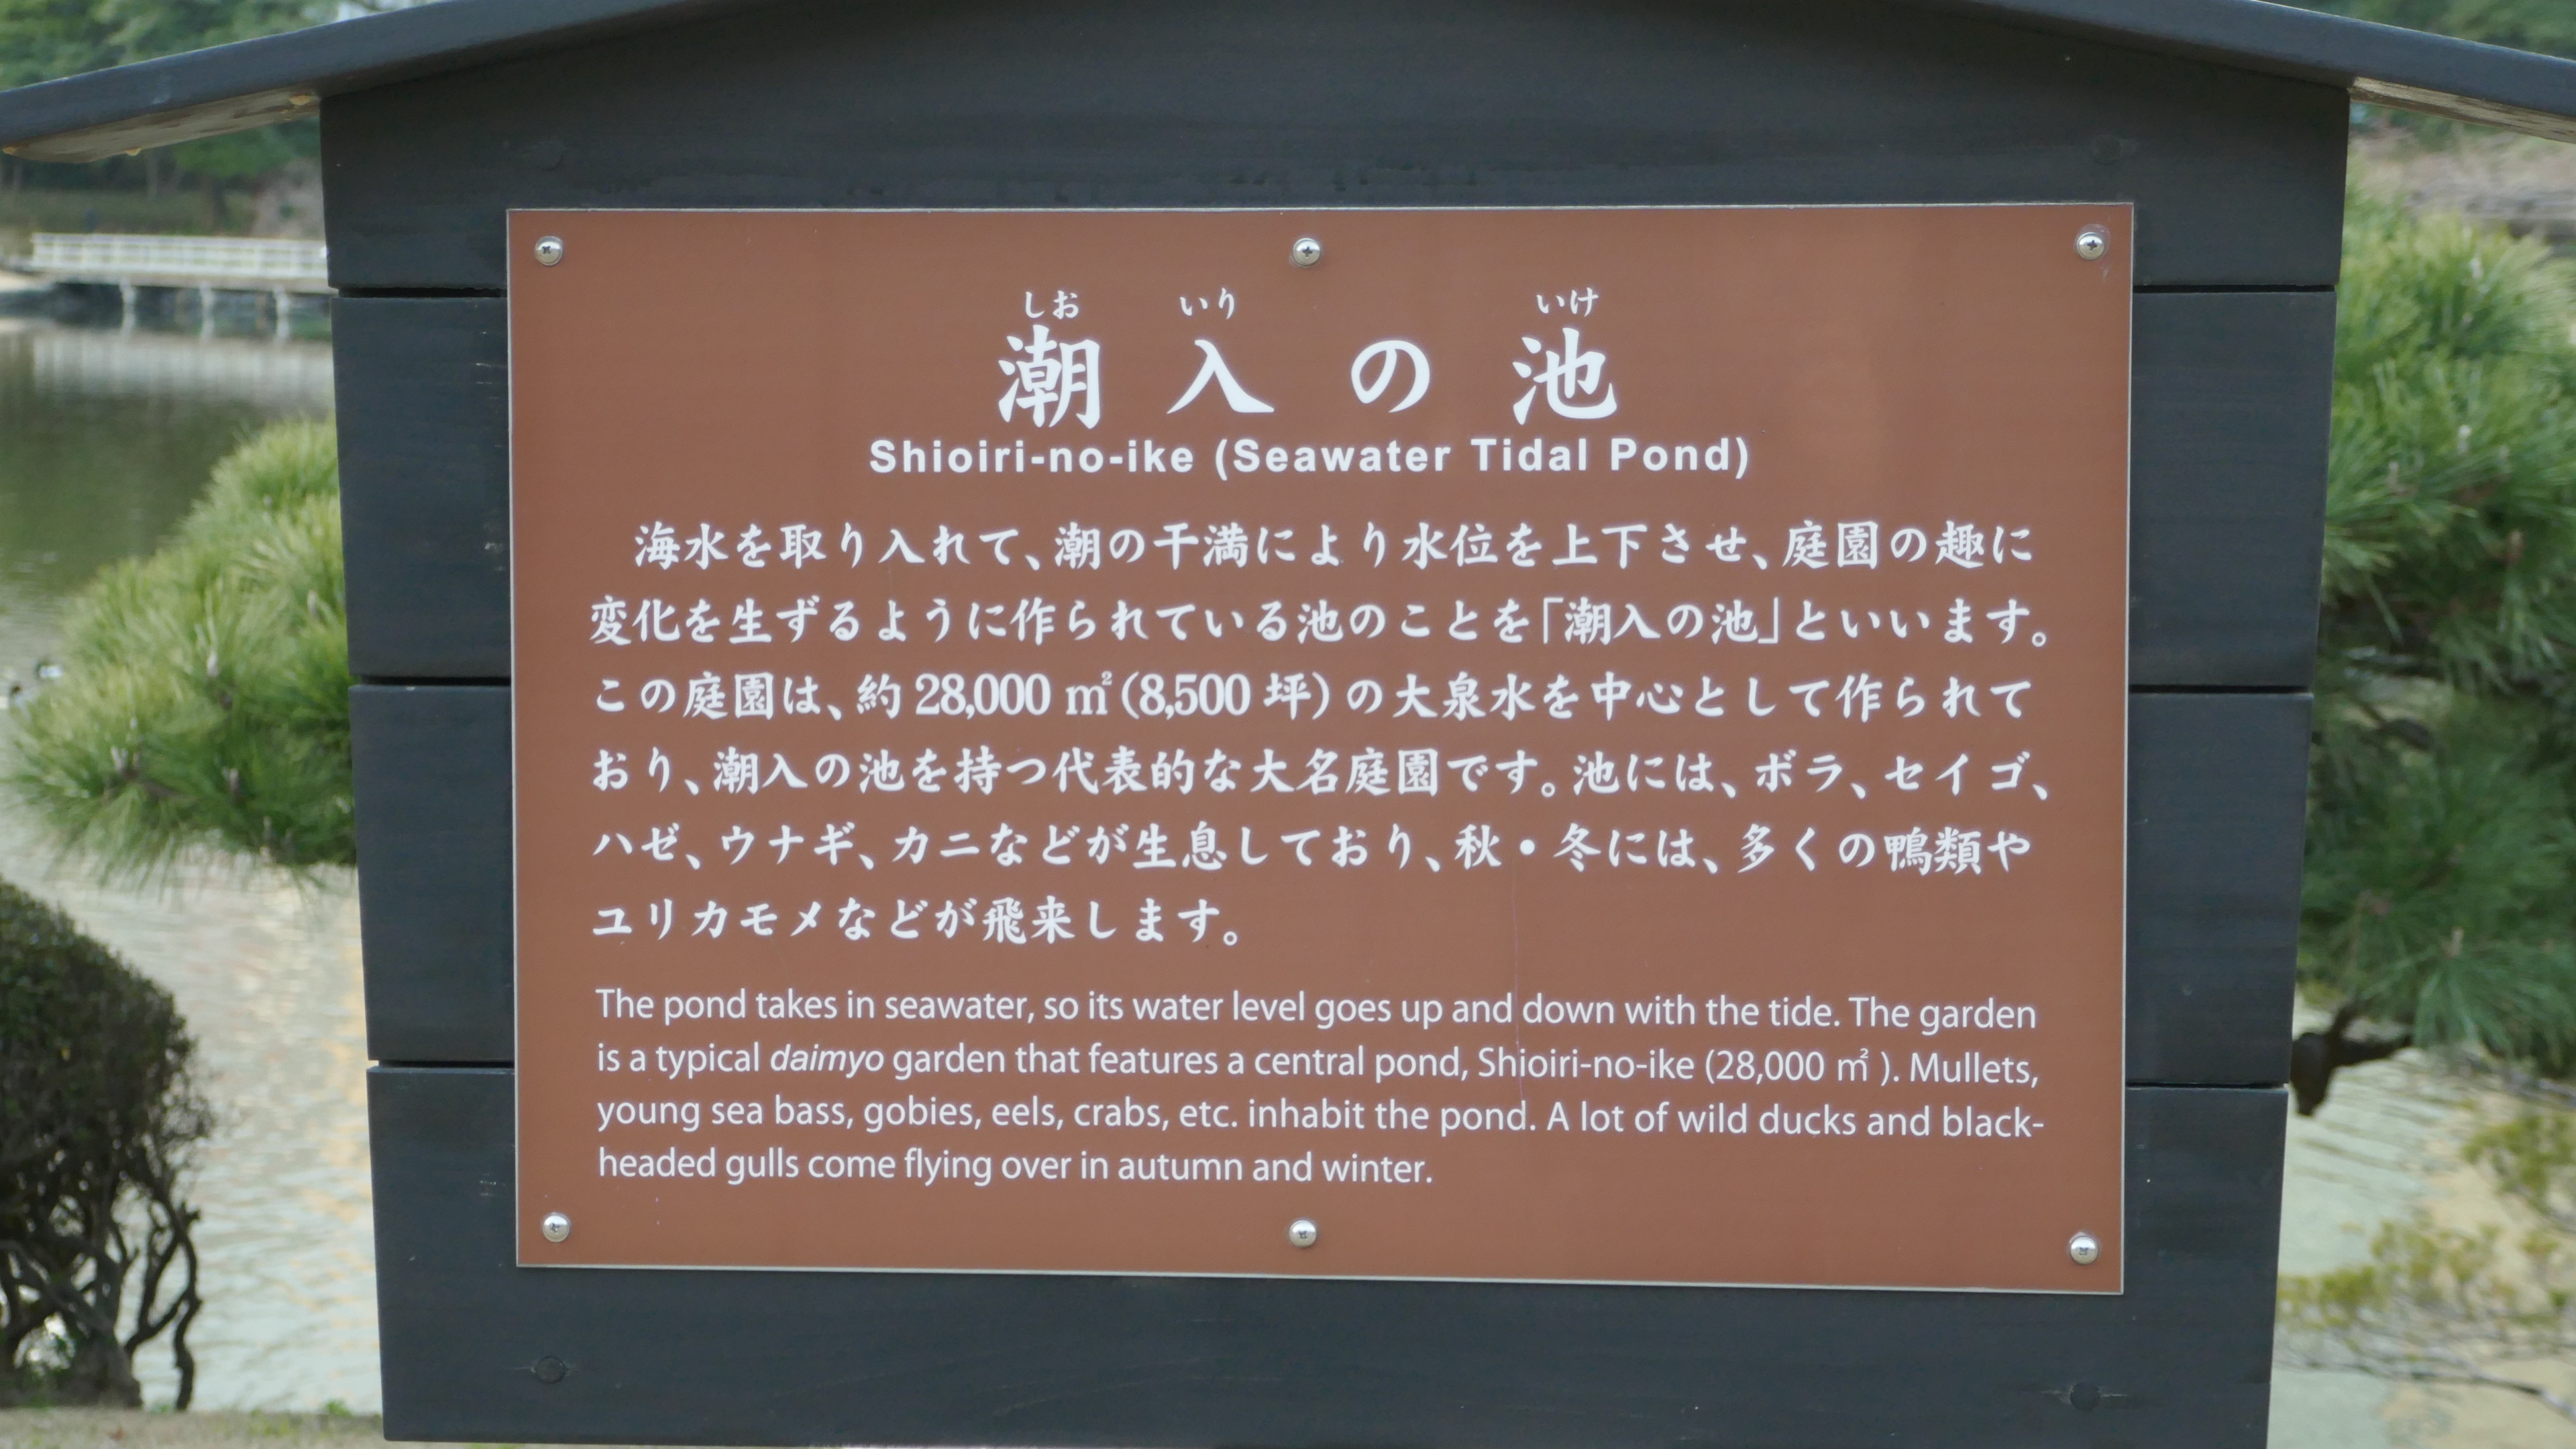 しお いり いけ
潮入の池
Shioiri-no-ike (Seawater Tidal Pond)
海水を取り入れて、潮の干満により水位を上下させ、庭園の趣に
変化を生ずるように作られている池のことを「潮入の池」といいます。
この庭園は、約 28,000 ㎡(8,500 坪)の大泉水を中心として作られて
おり、潮入の池を持つ代表的な大名庭園です。池には、ボラ、セイゴ、
ハゼ、ウナギ、カニなどが生息しており、秋・冬には、多くの鴨類や
ユリカモメなどが飛来します。
The pond takes in seawater, so its water level goes up and down with the tide. The garden
is a typical daimyo garden that features a central pond, Shioiri-no-ike (28,000 ㎡ ). Mullets,
young sea bass, gobies, eels, crabs, etc. inhabit the pond. A lot of wild ducks and black-
headed gulls come flying over in autumn and winter.